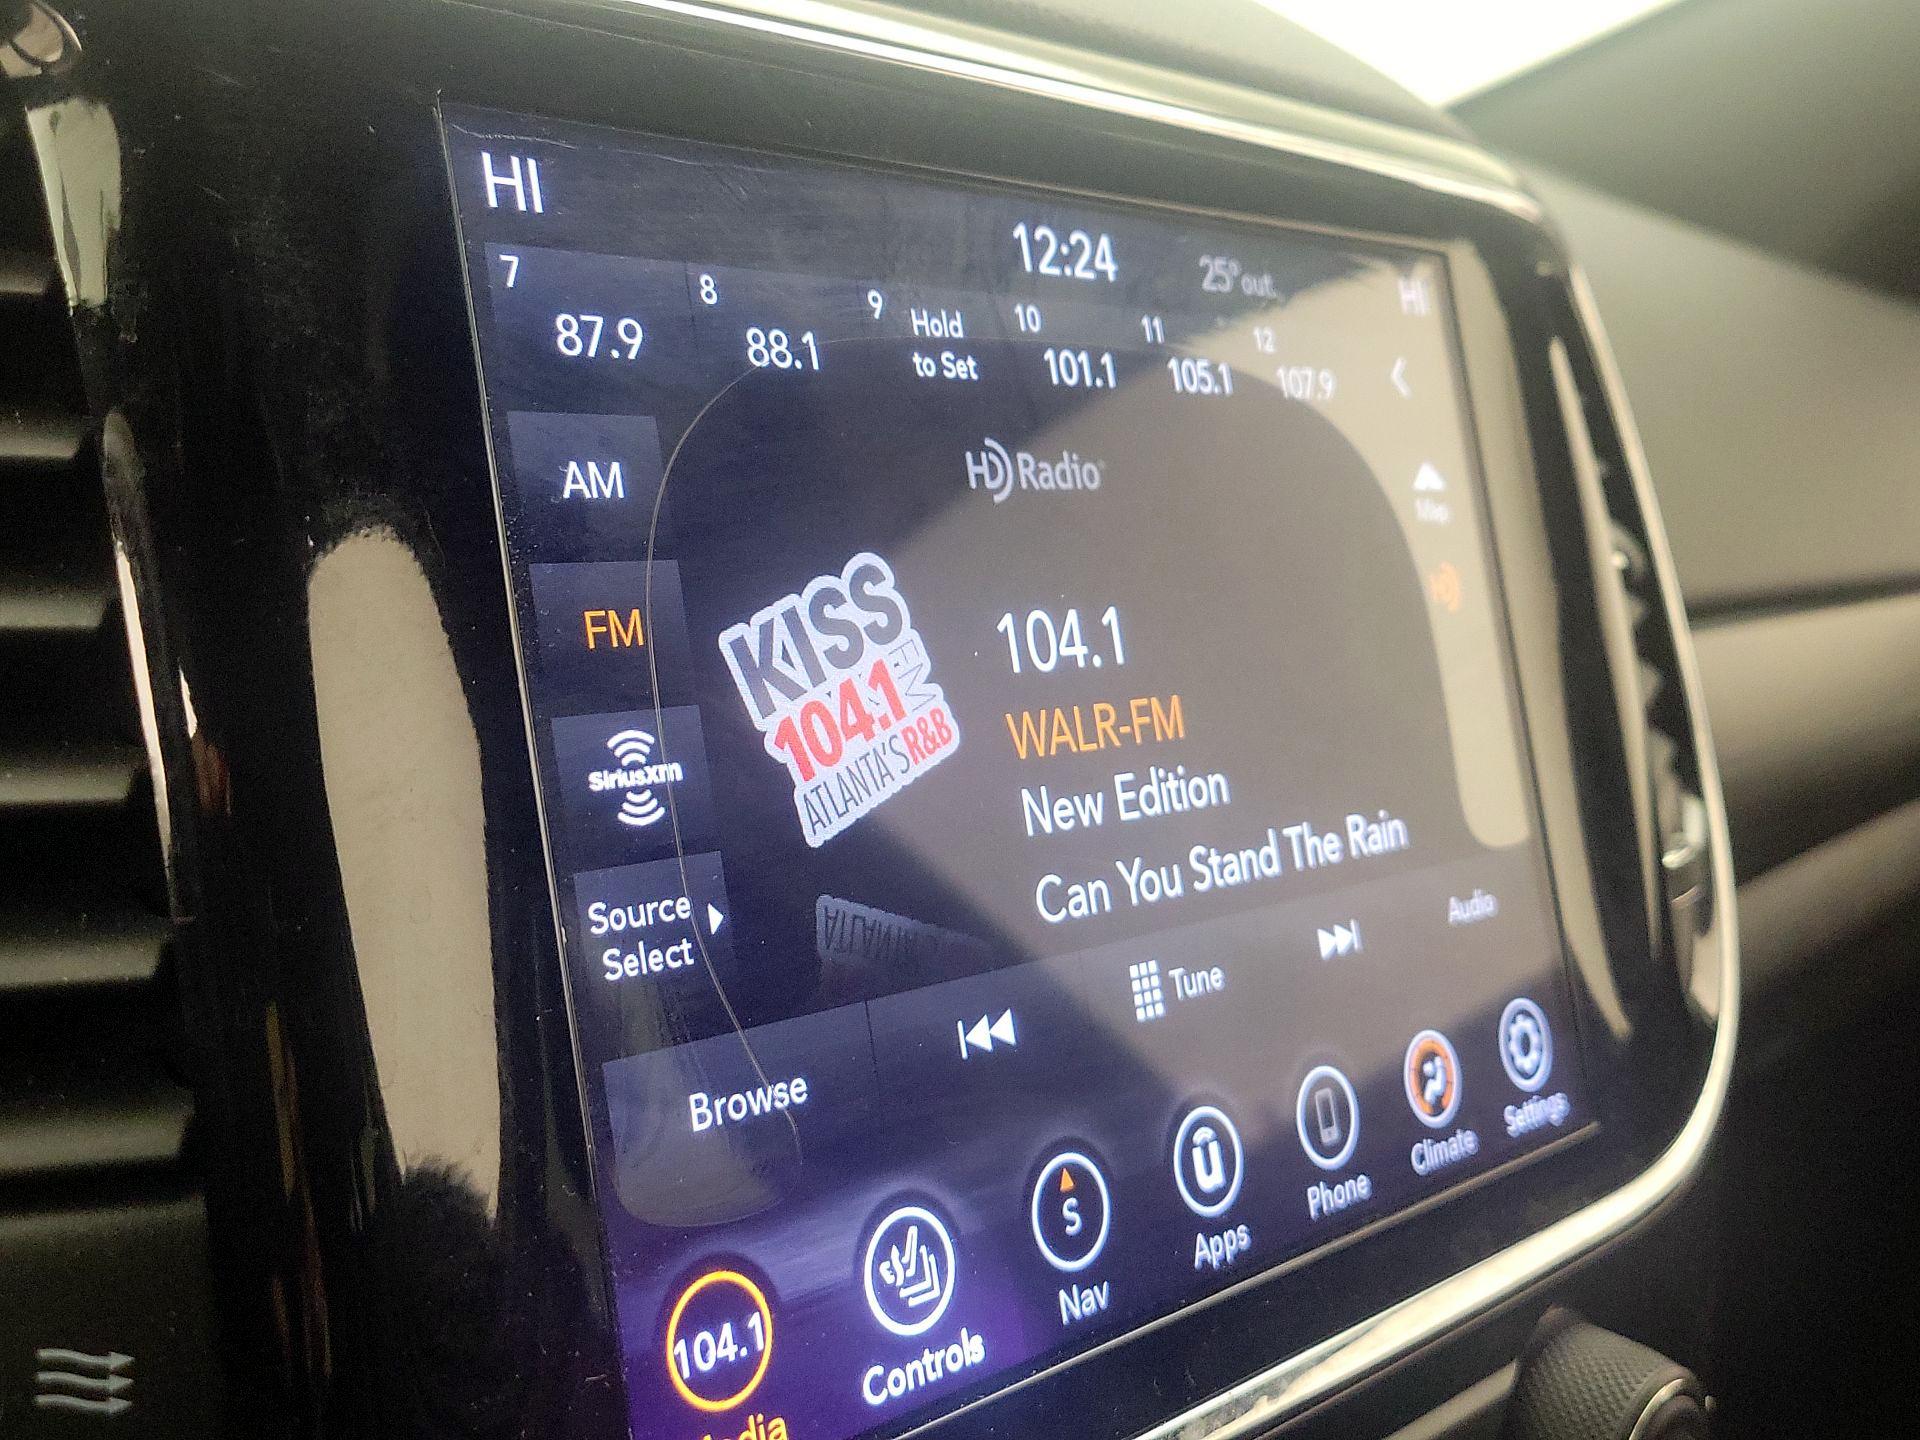 HI
12:24
25° out
HI
7
87.9
8
88.1
9
Hold
to Set
10
101.1
11
105.1
12
107.9
AM
HD Radio
FM
KISS
FM
104.1
ATLANTA'S R&B
104.1
WALR-FM
New Edition
Can You Stand The Rain
SiriusXm
Source
Select
Browse
Tune
Audio
104.1
Controls
S
Nav
Apps
Phone
Climate
Settings